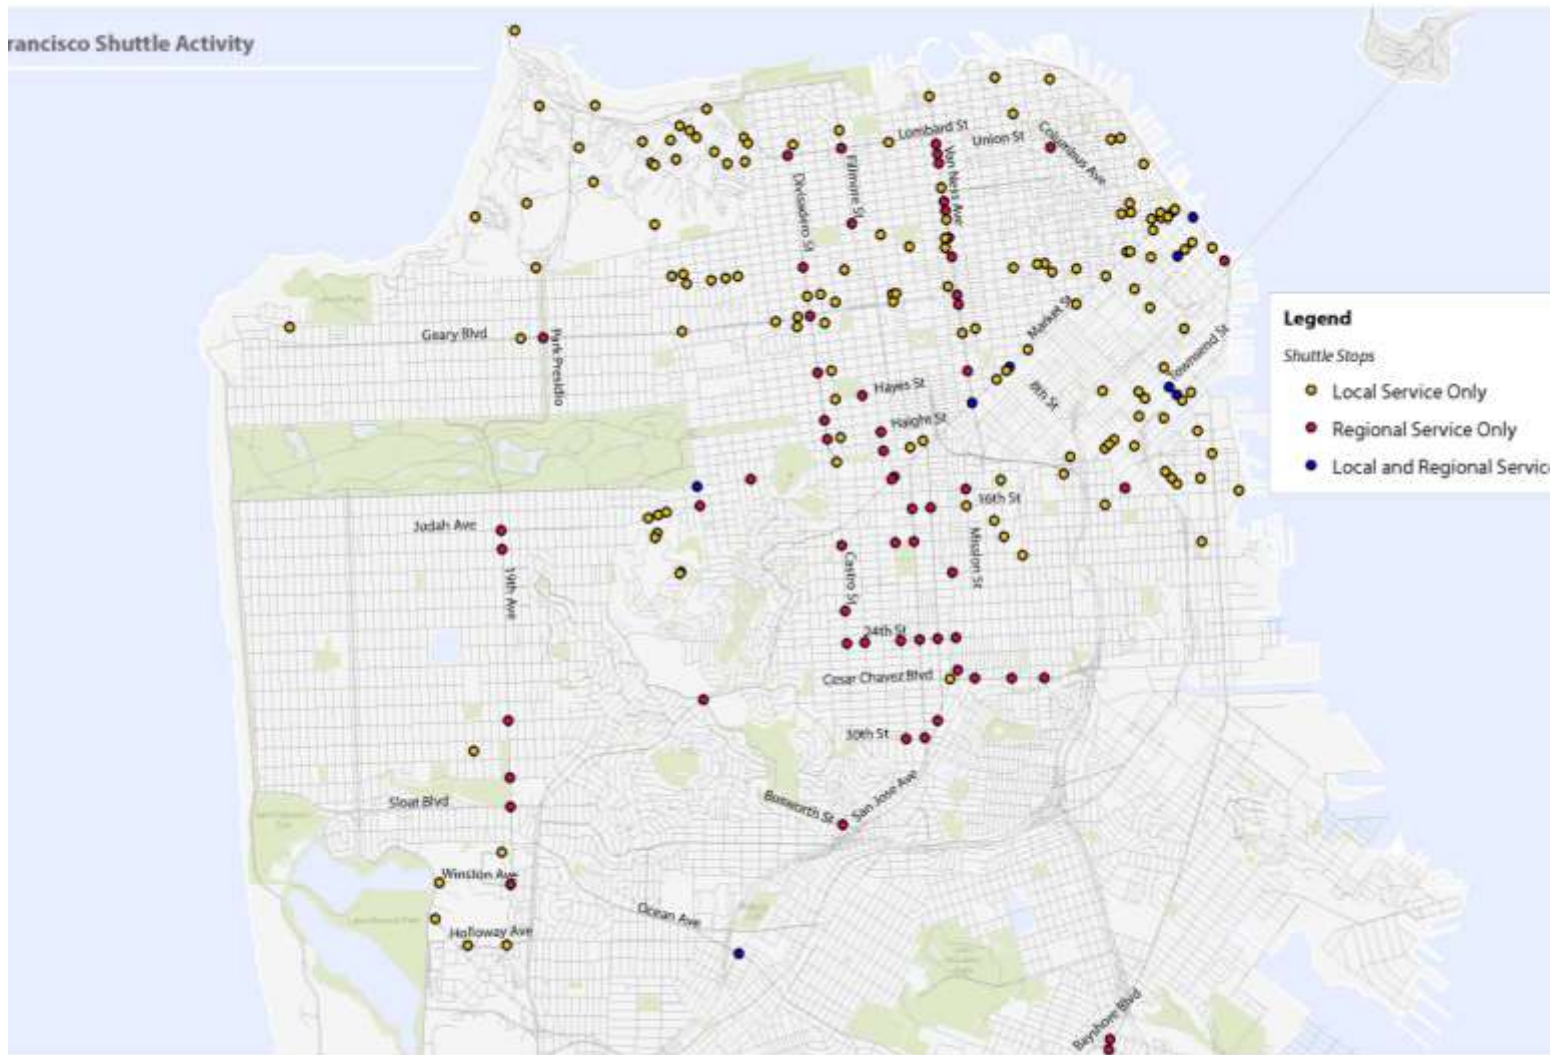 rancisco Shuttle Activity
Lombard St
Union St
Columbus Ave
Van Ness Ave
Fillmore St
Divisadero St
Geary Blvd
Park Presidio
Market St
Townsend St
8th St
Hayes St
Haight St
16th St
Judah Ave
19th Ave
Castro St
Mission St
24th St
Cesar Chavez Blvd
30th St
Sloat Blvd
Bosworth St
San Jose Ave
Winston Ave
Ocean Ave
Holloway Ave
Bayshore Blvd
Legend
Shuttle Stops
Local Service Only
Regional Service Only
Local and Regional Service